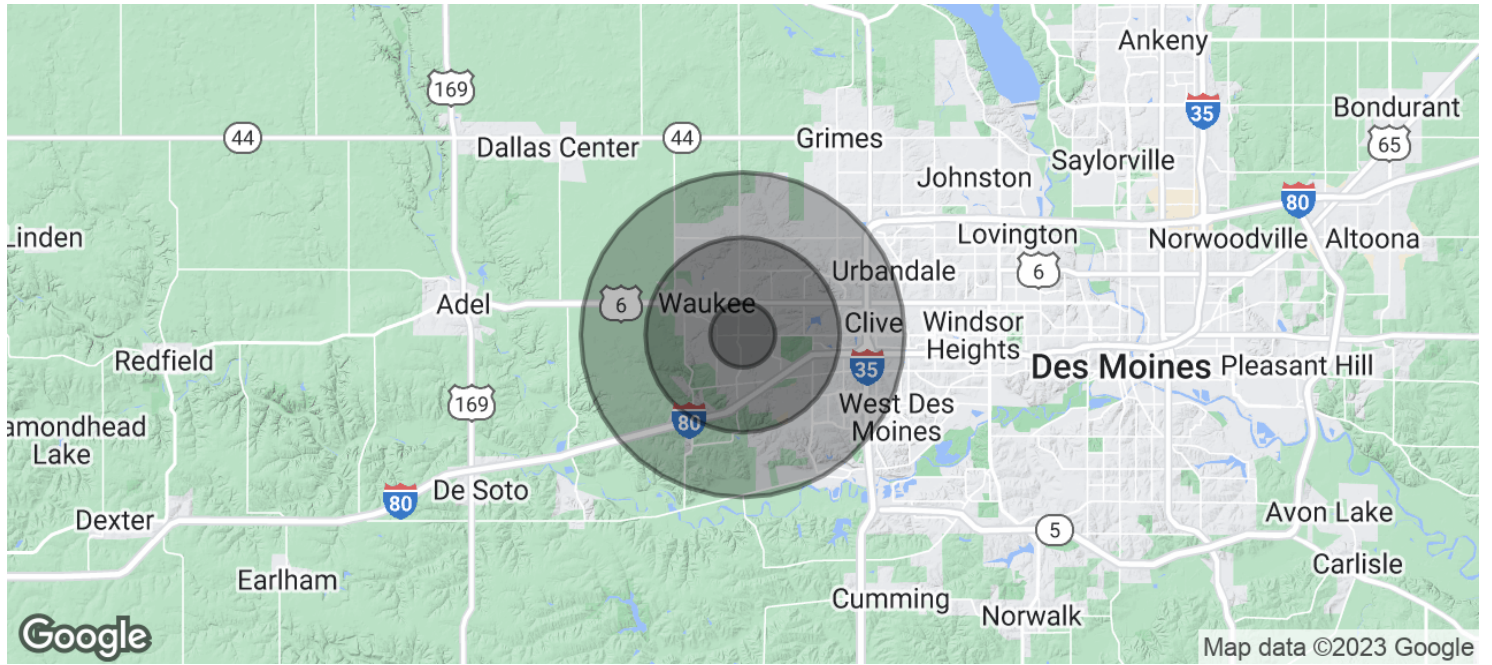 Ankeny
169
35
Bondurant
44
Dallas Center
44
Grimes
65
Saylorville
Johnston
80
Linden
Lovington
Norwoodville
Altoona
6
Urbandale
Adel
6
Waukee
Clive
Windsor
Heights
Redfield
35
Des Moines
Pleasant Hill
169
West Des
Moines
80
amondhead
Lake
De Soto
80
Dexter
Avon Lake
5
Carlisle
Earlham
Cumming
Norwalk
Google
Map data ©2023 Google